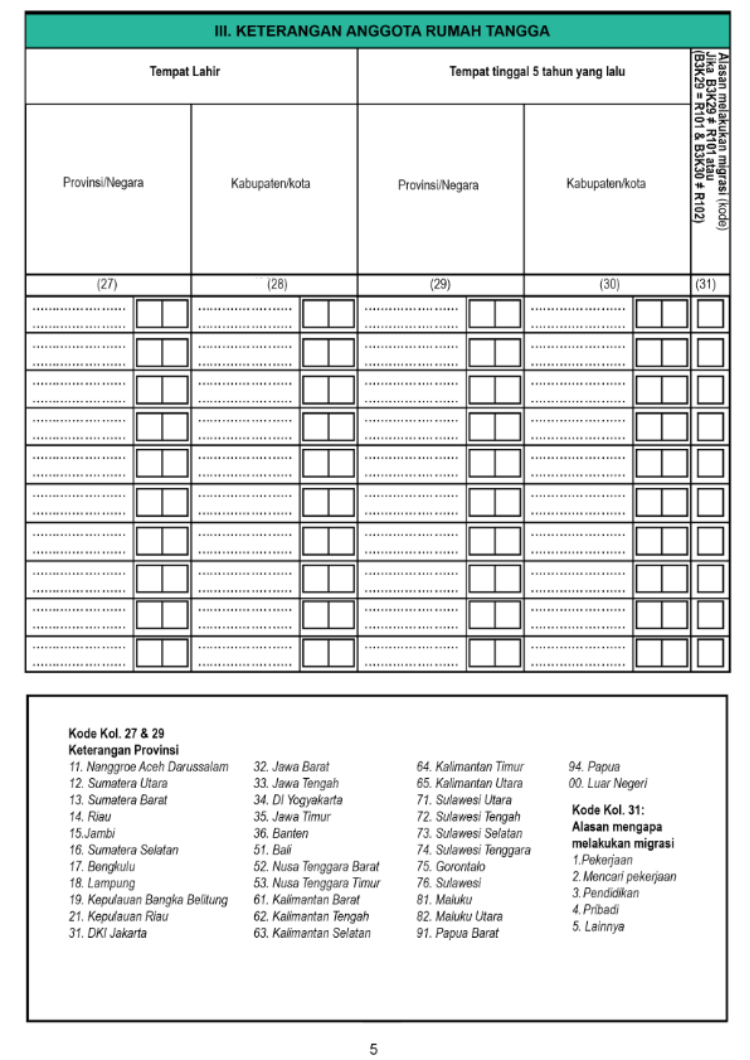 III. KETERANGAN ANGGOTA RUMAH TANGGA
Tempat Lahir
Tempat tinggal 5 tahun yang lalu
Alasan melakukan migrasi (kode)
Jika B3K29 ≠ R101 atau
(B3K29 = R101 & B3K30 ≠ R102)
Provinsi/Negara
Kabupaten/kota
Provinsi/Negara
Kabupaten/kota
(27)
(28)
(29)
(30)
(31)
Kode Kol. 27 & 29
Keterangan Provinsi
11. Nanggroe Aceh Darussalam
12. Sumatera Utara
13. Sumatera Barat
14. Riau
15.Jambi
16. Sumatera Selatan
17. Bengkulu
18. Lampung
19. Kepulauan Bangka Belitung
21. Kepulauan Riau
31. DKI Jakarta
32. Jawa Barat
33. Jawa Tengah
34. DI Yogyakarta
35. Jawa Timur
36. Banten
51. Bali
52. Nusa Tenggara Barat
53. Nusa Tenggara Timur
61. Kalimantan Barat
62. Kalimantan Tengah
63. Kalimantan Selatan
64. Kalimantan Timur
65. Kalimantan Utara
71. Sulawesi Utara
72. Sulawesi Tengah
73. Sulawesi Selatan
74. Sulawesi Tenggara
75. Gorontalo
76. Sulawesi
81. Maluku
82. Maluku Utara
91. Papua Barat
94. Papua
00. Luar Negeri
Kode Kol. 31:
Alasan mengapa
melakukan migrasi
1.Pekerjaan
2.Mencari pekerjaan
3.Pendidikan
4.Pribadi
5. Lainnya
5